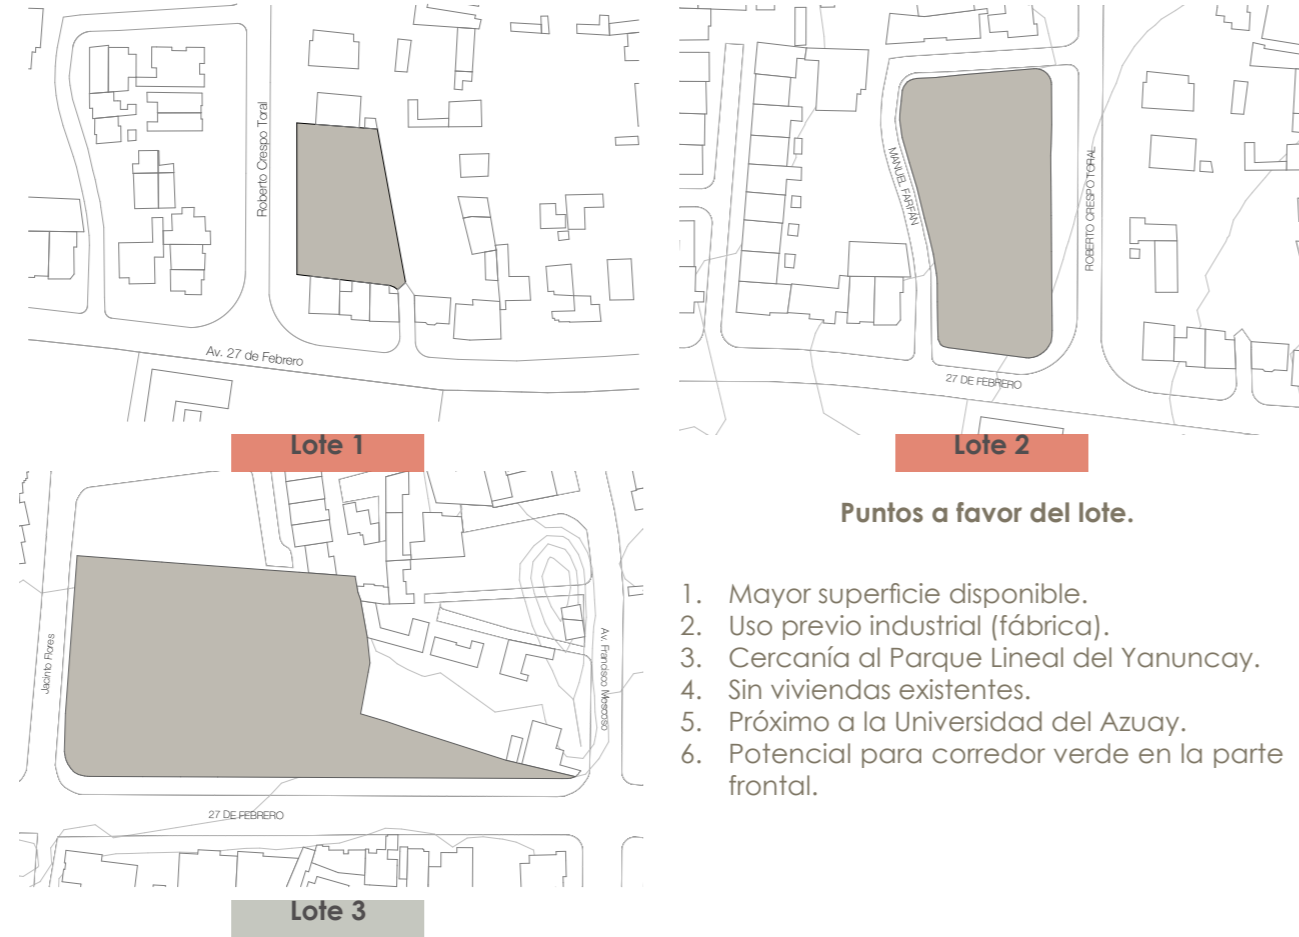 Roberto Crespo Toral
Av. 27 de Febrero
Lote 1
MANUEL FARFÁN
ROBERTO CRESPO TORAL
27 DE FEBRERO
Lote 2
Jacinto Flores
Av. Francisco Moscoso
27 DE FEBRERO
Lote 3
Puntos a favor del lote.
1. Mayor superficie disponible.
2. Uso previo industrial (fábrica).
3. Cercanía al Parque Lineal del Yanuncay.
4. Sin viviendas existentes.
5. Próximo a la Universidad del Azuay.
6. Potencial para corredor verde en la parte
frontal.